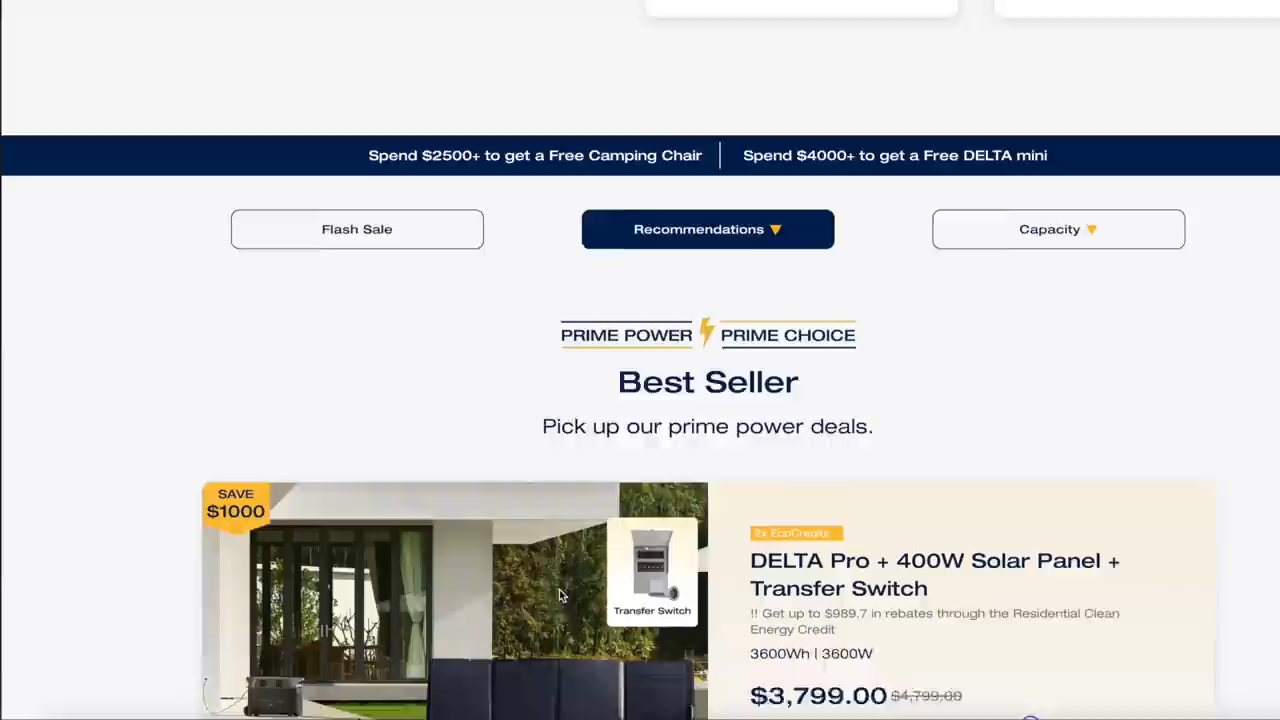 Spend $2500+ to get a Free Camping Chair
Spend $4000+ to get a Free DELTA mini
Flash Sale
Recommendations
Capacity
PRIME POWER PRIME CHOICE
Best Seller
Pick up our prime power deals.
SAVE
$1000
Transfer Switch
2x EcoCredits
DELTA Pro + 400W Solar Panel +
Transfer Switch
!! Get up to $989.7 in rebates through the Residential Clean
Energy Credit
3600Wh | 3600W
$3,799.00 $4,799.00